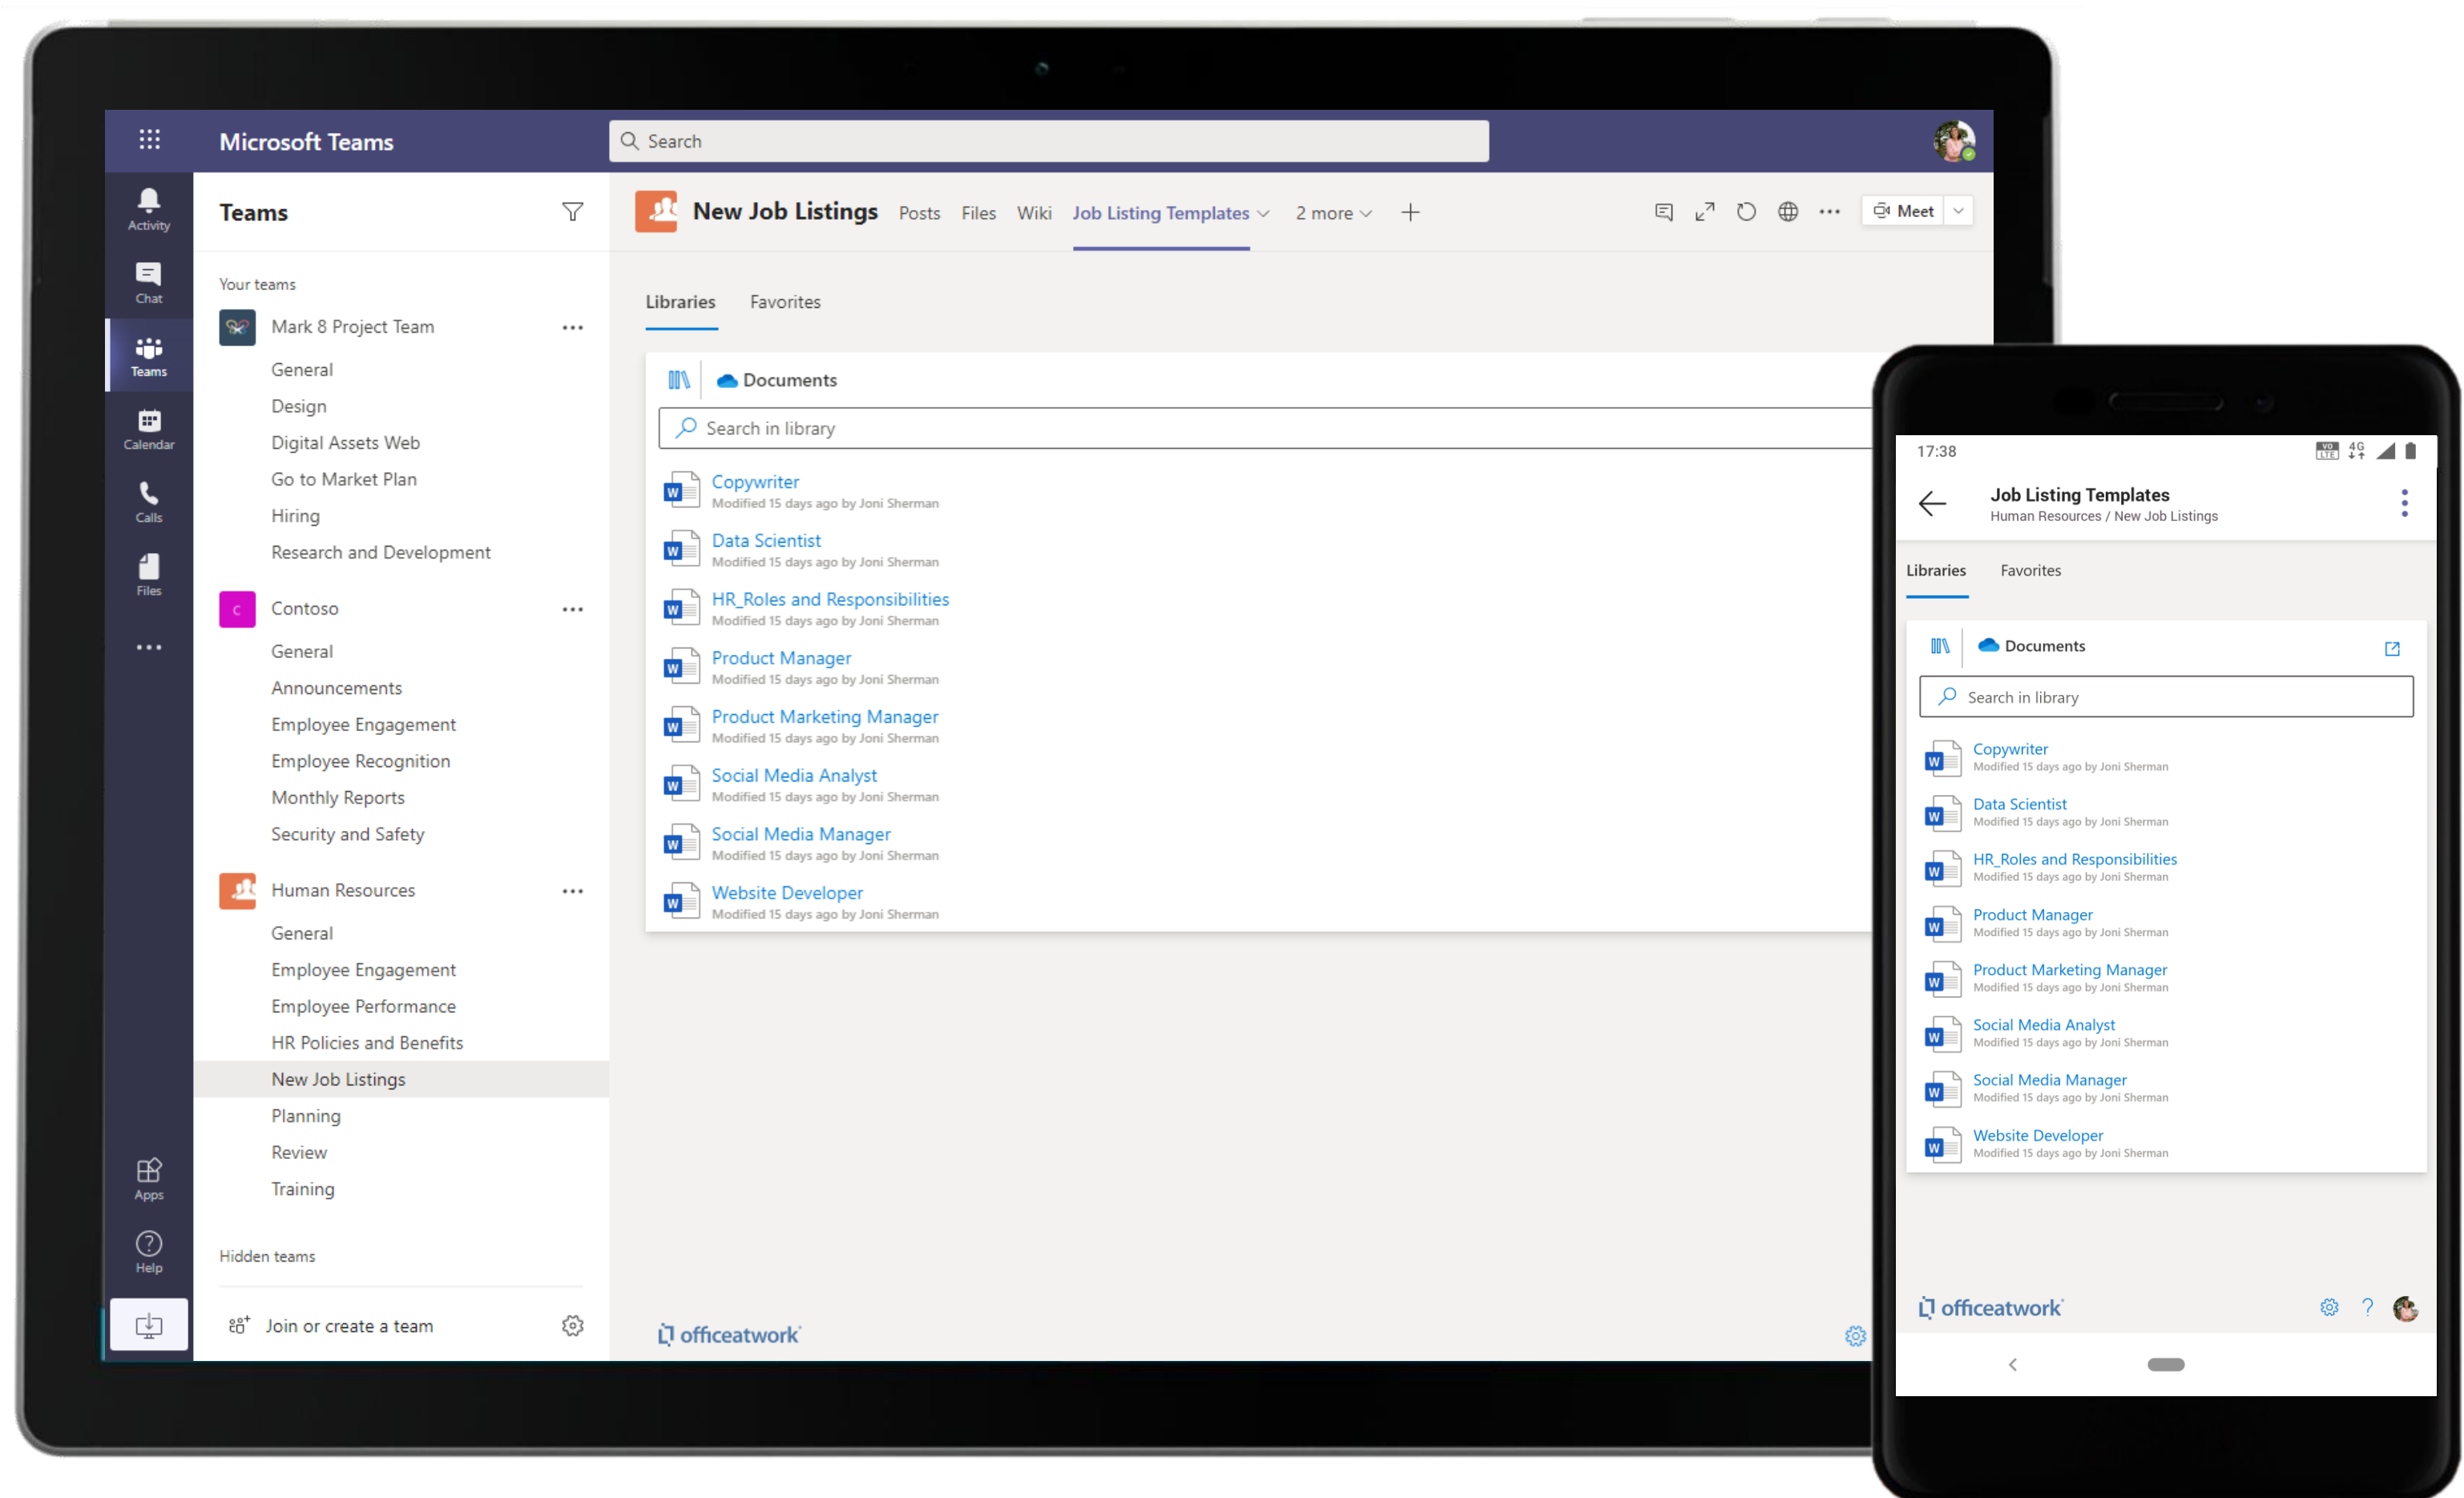 Microsoft Teams
Search
Activity
Chat
Teams
Calendar
Calls
Files
Apps
Help
Teams
Your teams
Mark 8 Project Team
General
Design
Digital Assets Web
Go to Market Plan
Hiring
Research and Development
C
Contoso
General
Announcements
Employee Engagement
Employee Recognition
Monthly Reports
Security and Safety
Human Resources
General
Employee Engagement
Employee Performance
HR Policies and Benefits
New Job Listings
Planning
Review
Training
Hidden teams
Join or create a team
New Job Listings Posts Files Wiki Job Listing Templates 2 more Meet
Libraries Favorites
Documents
Search in library
W
Copywriter
Modified 15 days ago by Joni Sherman
W
Data Scientist
Modified 15 days ago by Joni Sherman
W
HR_Roles and Responsibilities
Modified 15 days ago by Joni Sherman
W
Product Manager
Modified 15 days ago by Joni Sherman
W
Product Marketing Manager
Modified 15 days ago by Joni Sherman
W
Social Media Analyst
Modified 15 days ago by Joni Sherman
W
Social Media Manager
Modified 15 days ago by Joni Sherman
W
Website Developer
Modified 15 days ago by Joni Sherman
officeatwork
17:38 VO LTE 4G
Job Listing Templates
Human Resources / New Job Listings
Libraries Favorites
Documents
Search in library
W
Copywriter
Modified 15 days ago by Joni Sherman
W
Data Scientist
Modified 15 days ago by Joni Sherman
W
HR_Roles and Responsibilities
Modified 15 days ago by Joni Sherman
W
Product Manager
Modified 15 days ago by Joni Sherman
W
Product Marketing Manager
Modified 15 days ago by Joni Sherman
W
Social Media Analyst
Modified 15 days ago by Joni Sherman
W
Social Media Manager
Modified 15 days ago by Joni Sherman
W
Website Developer
Modified 15 days ago by Joni Sherman
officeatwork